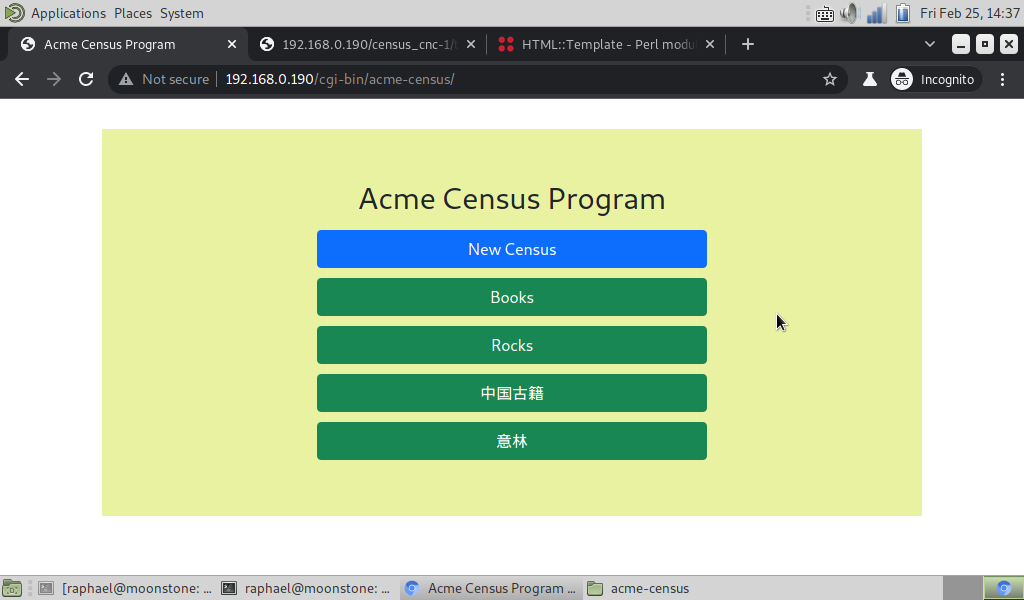 Applications Places System Fri Feb 25, 14:37
Acme Census Program 192.168.0.190/census_cnc-1/ HTML::Template - Perl modu
Not secure 192.168.0.190/cgi-bin/acme-census/ Incognito
Acme Census Program
New Census
Books
Rocks
中国古籍
意林
[raphael@moonstone: ... raphael@moonstone: ... Acme Census Program ... acme-census